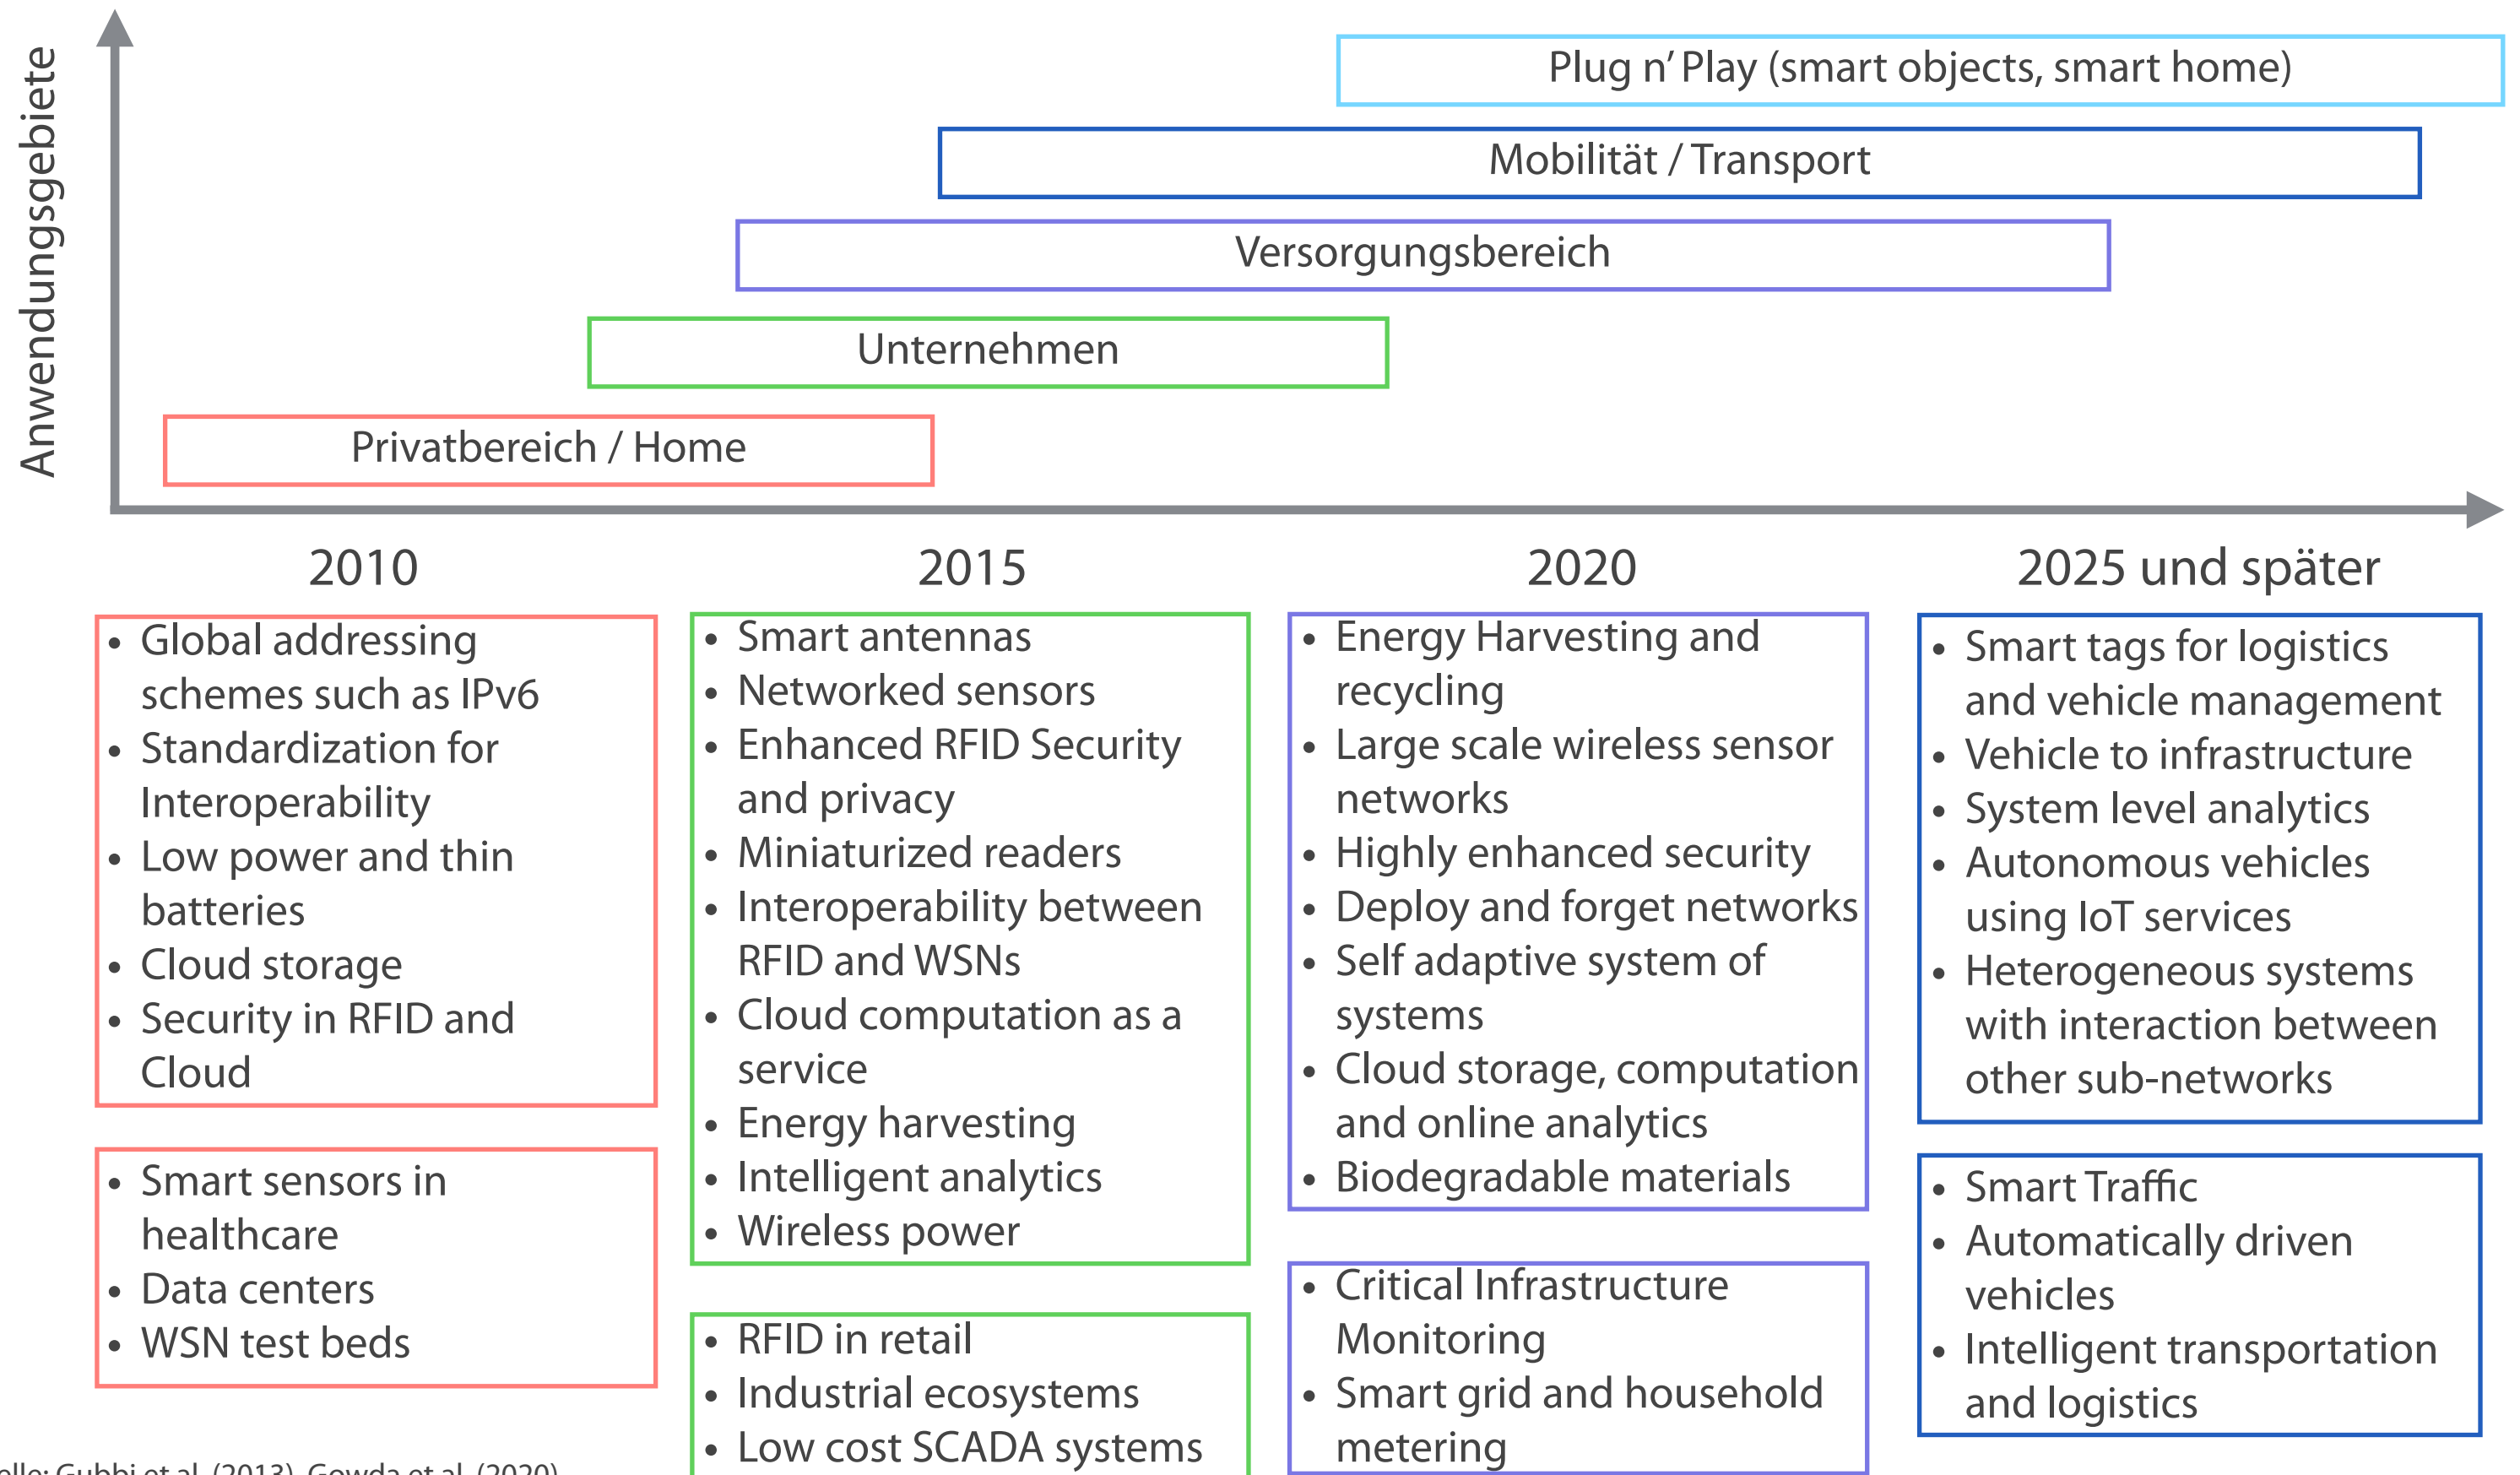 Anwendungsgebiete
Plug n’ Play (smart objects, smart home)
Mobilität / Transport
Versorgungsbereich
Unternehmen
Privatbereich / Home
2010
2015
2020
2025 und später
• Global addressing
schemes such as IPv6
• Standardization for
Interoperability
• Low power and thin
batteries
• Cloud storage
• Security in RFID and
Cloud
• Smart sensors in
healthcare
• Data centers
• WSN test beds
• Smart antennas
• Networked sensors
• Enhanced RFID Security
and privacy
• Miniaturized readers
• Interoperability between
RFID and WSNs
• Cloud computation as a
service
• Energy harvesting
• Intelligent analytics
• Wireless power
• RFID in retail
• Industrial ecosystems
• Low cost SCADA systems
• Energy Harvesting and
recycling
• Large scale wireless sensor
networks
• Highly enhanced security
• Deploy and forget networks
• Self adaptive system of
systems
• Cloud storage, computation
and online analytics
• Biodegradable materials
• Critical Infrastructure
Monitoring
• Smart grid and household
metering
• Smart tags for logistics
and vehicle management
• Vehicle to infrastructure
• System level analytics
• Autonomous vehicles
using IoT services
• Heterogeneous systems
with interaction between
other sub-networks
• Smart Traffic
• Automatically driven
vehicles
• Intelligent transportation
and logistics
Gubbi et al. (2013), Gowda et al. (2020)